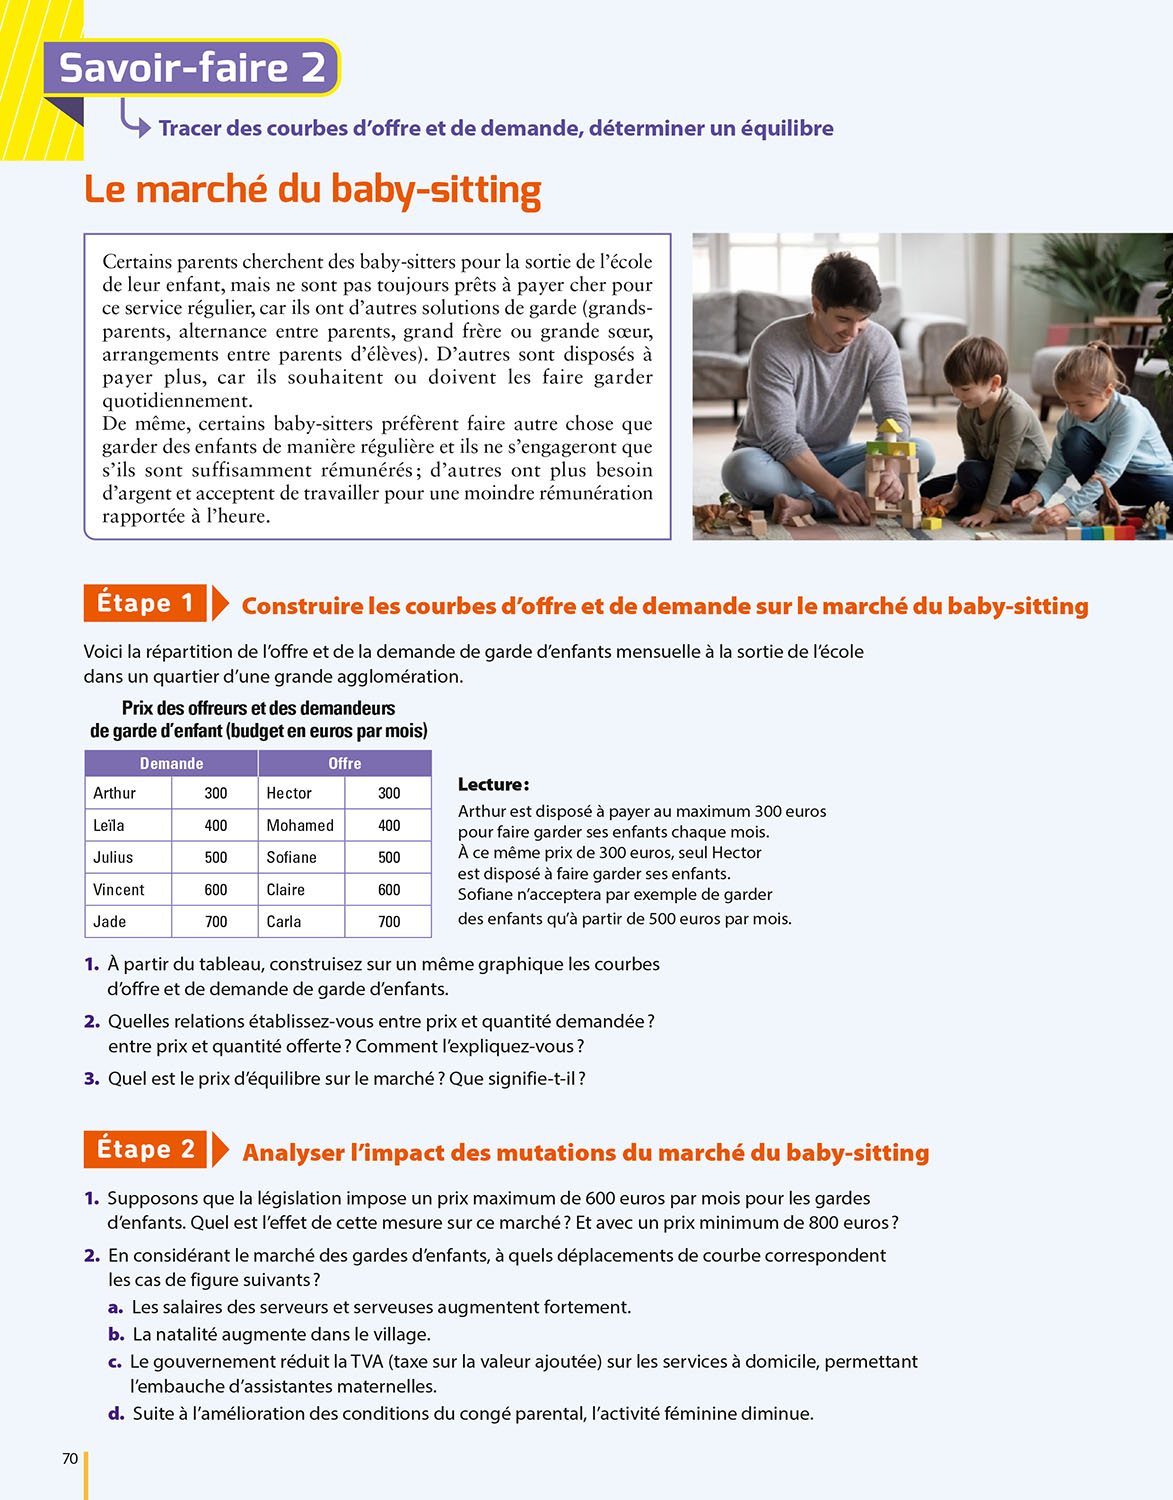 Savoir-faire 2
Tracer des courbes d’offre et de demande, déterminer un équilibre
Le marché du baby-sitting
Certains parents cherchent des baby-sitters pour la sortie de l’école
de leur enfant, mais ne sont pas toujours prêts à payer cher pour
ce service régulier, car ils ont d’autres solutions de garde (grands-
parents, alternance entre parents, grand frère ou grande sœur,
arrangements entre parents d’élèves). D’autres sont disposés à
payer plus, car ils souhaitent ou doivent les faire garder
quotidiennement.
De même, certains baby-sitters préfèrent faire autre chose que
garder des enfants de manière régulière et ils ne s’engageront que
s’ils sont suffisamment rémunérés ; d’autres ont plus besoin
d’argent et acceptent de travailler pour une moindre rémunération
rapportée à l’heure.
Étape 1 Construire les courbes d’offre et de demande sur le marché du baby-sitting
Voici la répartition de l’offre et de la demande de garde d’enfants mensuelle à la sortie de l’école
dans un quartier d’une grande agglomération.
Prix des offreurs et des demandeurs
de garde d’enfant (budget en euros par mois)
Demande Offre
Arthur 300 Hector 300
Leïla 400 Mohamed 400
Julius 500 Sofiane 500
Vincent 600 Claire 600
Jade 700 Carla 700
Lecture :
Arthur est disposé à payer au maximum 300 euros
pour faire garder ses enfants chaque mois.
À ce même prix de 300 euros, seul Hector
est disposé à faire garder ses enfants.
Sofiane n’acceptera par exemple de garder
des enfants qu’à partir de 500 euros par mois.
1. À partir du tableau, construisez sur un même graphique les courbes
d’offre et de demande de garde d’enfants.
2. Quelles relations établissez-vous entre prix et quantité demandée ?
entre prix et quantité offerte ? Comment l’expliquez-vous ?
3. Quel est le prix d’équilibre sur le marché ? Que signifie-t-il ?
Étape 2 Analyser l’impact des mutations du marché du baby-sitting
1. Supposons que la législation impose un prix maximum de 600 euros par mois pour les gardes
d’enfants. Quel est l’effet de cette mesure sur ce marché ? Et avec un prix minimum de 800 euros ?
2. En considérant le marché des gardes d’enfants, à quels déplacements de courbe correspondent
les cas de figure suivants ?
a. Les salaires des serveurs et serveuses augmentent fortement.
b. La natalité augmente dans le village.
c. Le gouvernement réduit la TVA (taxe sur la valeur ajoutée) sur les services à domicile, permettant
l’embauche d’assistantes maternelles.
d. Suite à l’amélioration des conditions du congé parental, l’activité féminine diminue.
70